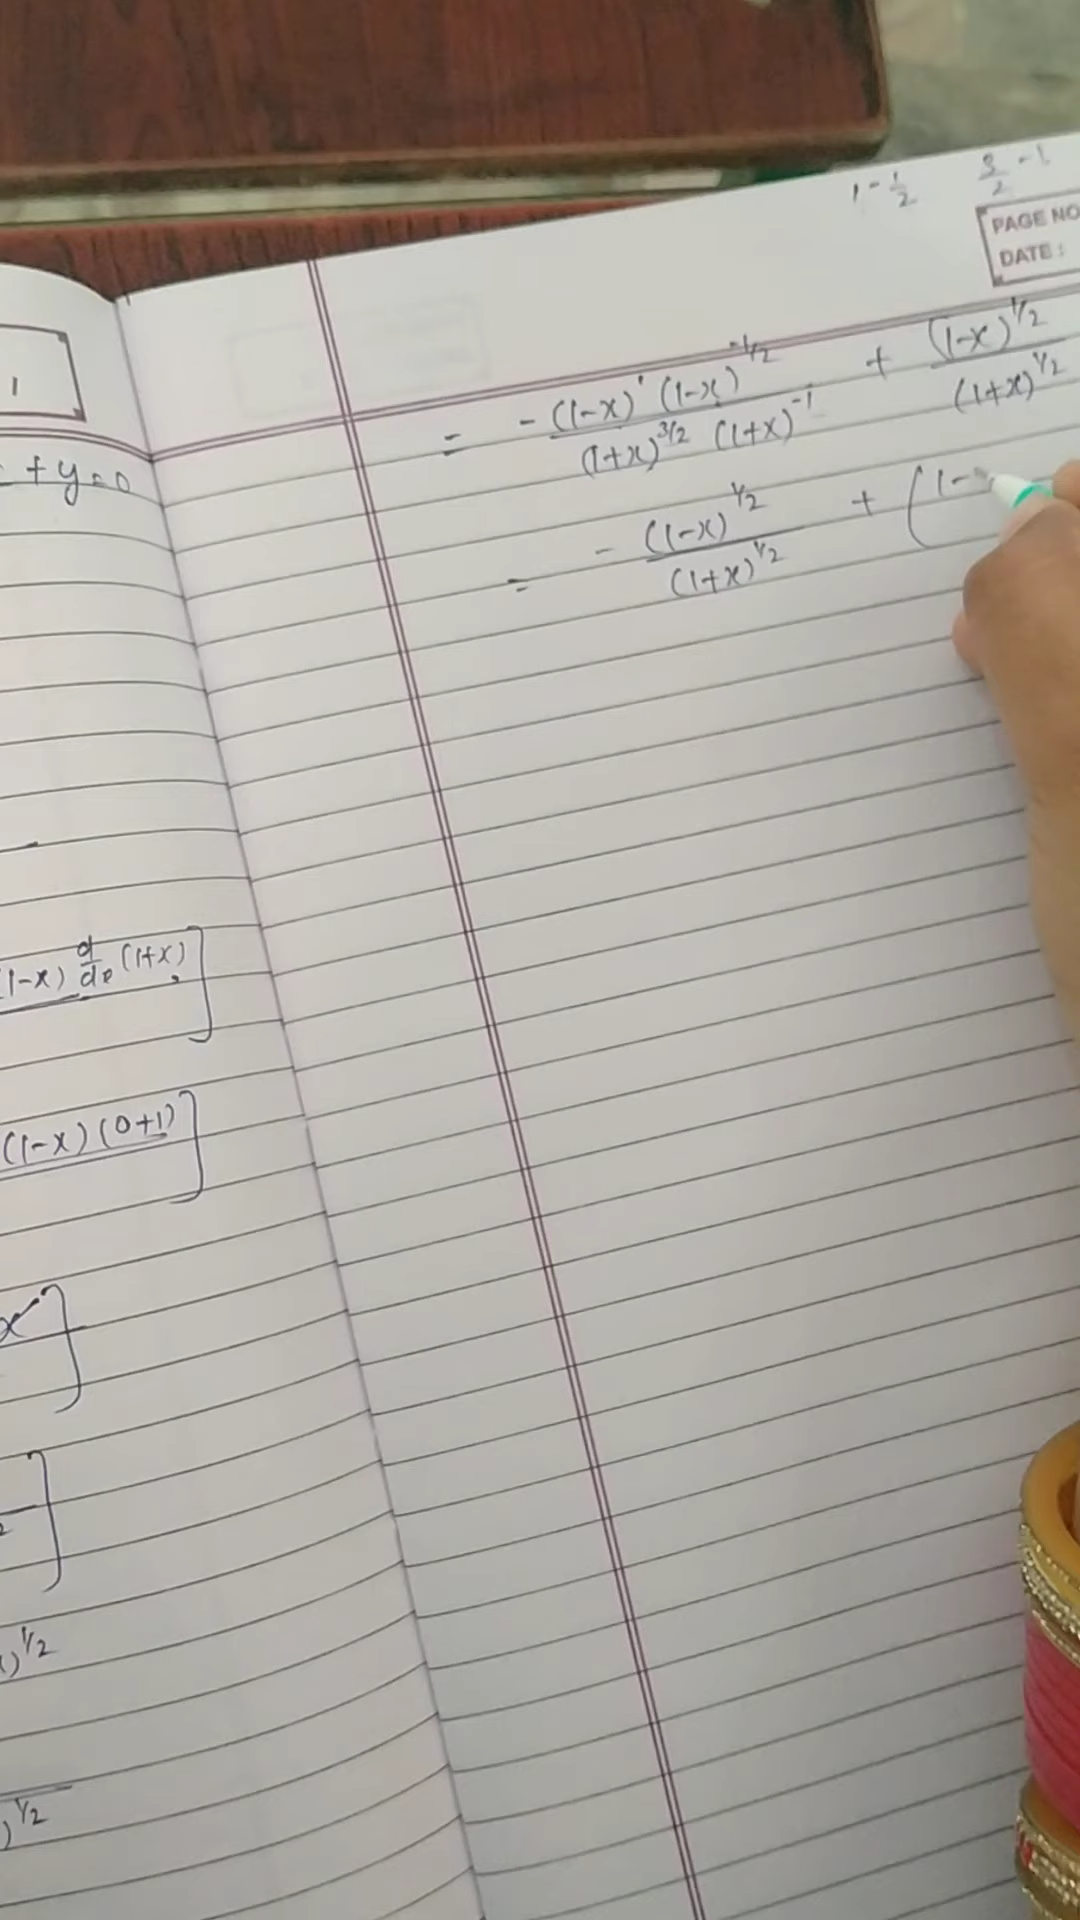 1
+ y = 0
(1-x) d/dx (1+x) ]
(1-x) (0+1) ]
x ]
)^1/2
)^1/2
1 - 1/2   3/2 - 1
PAGE NO
DATE :
= - (1-x)^1 (1-x)^-1/2 / (1+x)^3/2 (1+x)^-1 + (1-x)^1/2 / (1+x)^1/2
= - (1-x)^1/2 / (1+x)^1/2 + ( 1 -